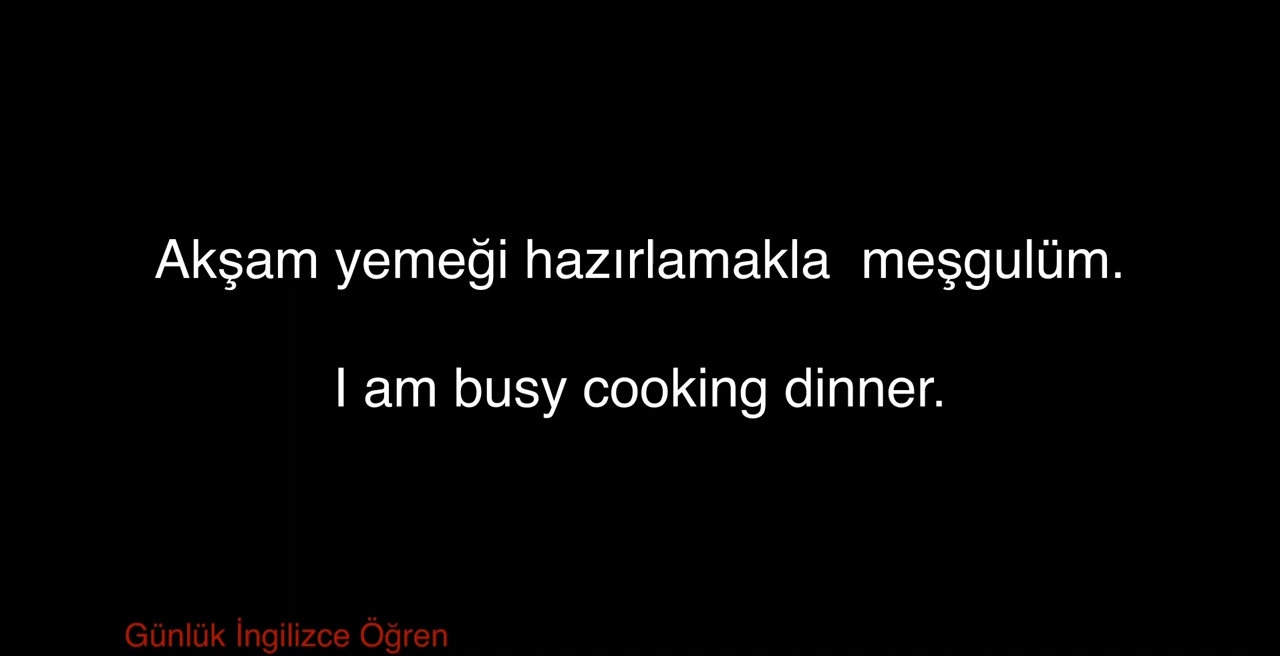 Akşam yemeği hazırlamakla  meşgulüm.
I am busy cooking dinner.
Günlük İngilizce Öğren